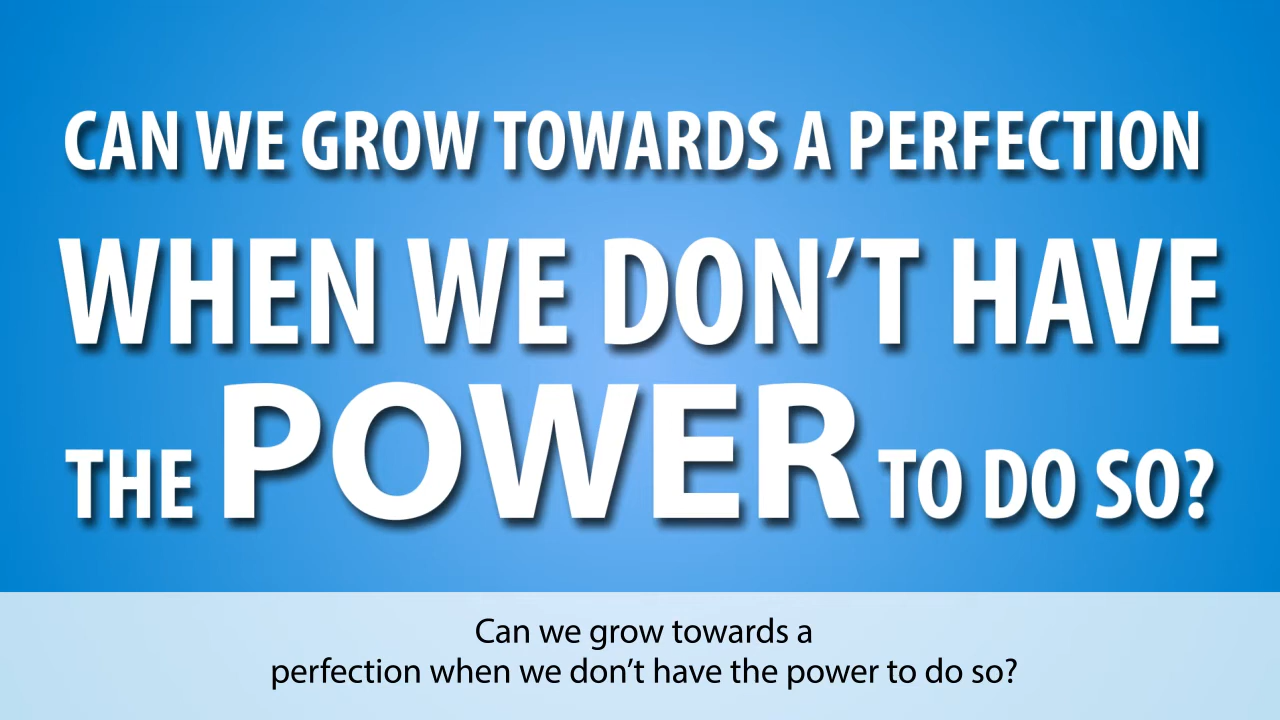 CAN WE GROW TOWARDS A PERFECTION
WHEN WE DON’T HAVE
THE POWER TO DO SO?
Can we grow towards a
perfection when we don’t have the power to do so?